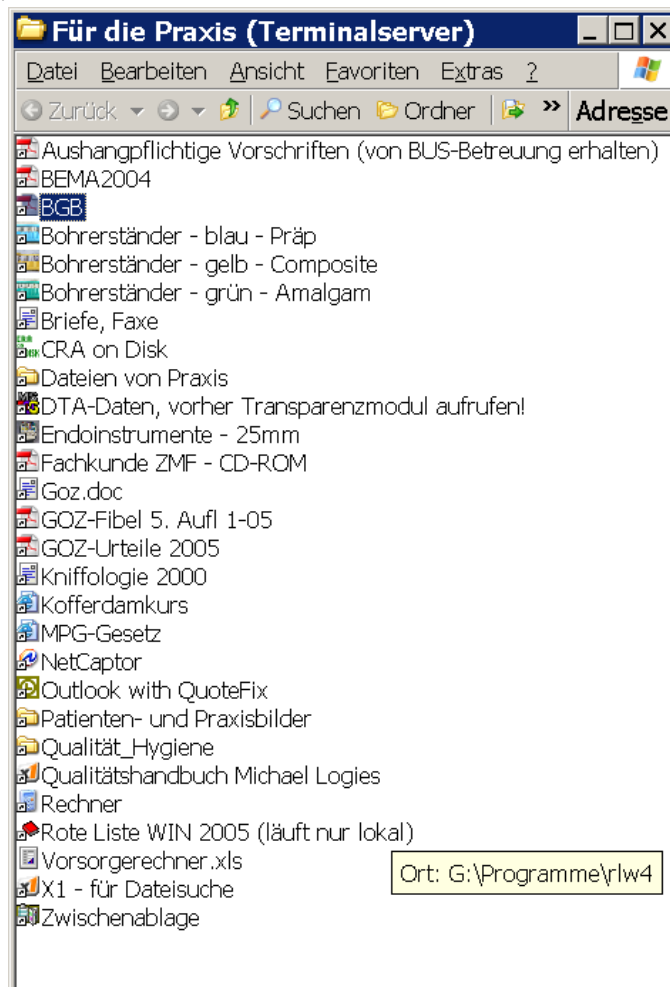 Für die Praxis (Terminalserver)
Datei Bearbeiten Ansicht Favoriten Extras ?
Zurück Suchen Ordner » Adresse
Aushangpflichtige Vorschriften (von BUS-Betreuung erhalten)
BEMA2004
BGB
Bohrerständer - blau - Präp
Bohrerständer - gelb - Composite
Bohrerständer - grün - Amalgam
Briefe, Faxe
CRA on Disk
Dateien von Praxis
DTA-Daten, vorher Transparenzmodul aufrufen!
Endoinstrumente - 25mm
Fachkunde ZMF - CD-ROM
Goz.doc
GOZ-Fibel 5. Aufl 1-05
GOZ-Urteile 2005
Kniffologie 2000
Kofferdamkurs
MPG-Gesetz
NetCaptor
Outlook with QuoteFix
Patienten- und Praxisbilder
Qualität_Hygiene
Qualitätshandbuch Michael Logies
Rechner
Rote Liste WIN 2005 (läuft nur lokal)
Vorsorgerechner.xls
Ort: G:\Programme\rlw4
X1 - für Dateisuche
Zwischenablage